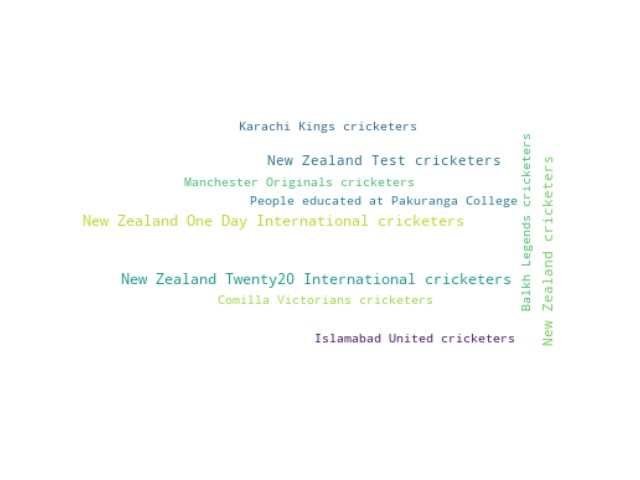 Karachi Kings cricketers
New Zealand Test cricketers
Manchester Originals cricketers
People educated at Pakuranga College
New Zealand One Day International cricketers
New Zealand Twenty20 International cricketers
Comilla Victorians cricketers
Islamabad United cricketers
Balkh Legends cricketers
New Zealand cricketers